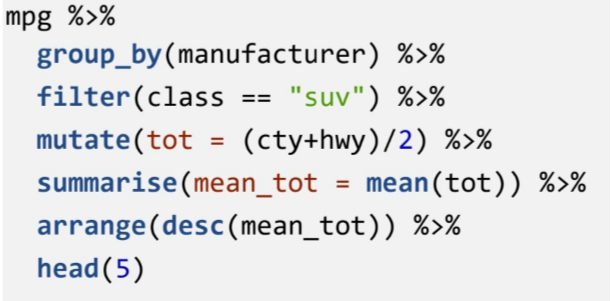 mpg %>%
  group_by(manufacturer) %>%
  filter(class == "suv") %>%
  mutate(tot = (cty+hwy)/2) %>%
  summarise(mean_tot = mean(tot)) %>%
  arrange(desc(mean_tot)) %>%
  head(5)